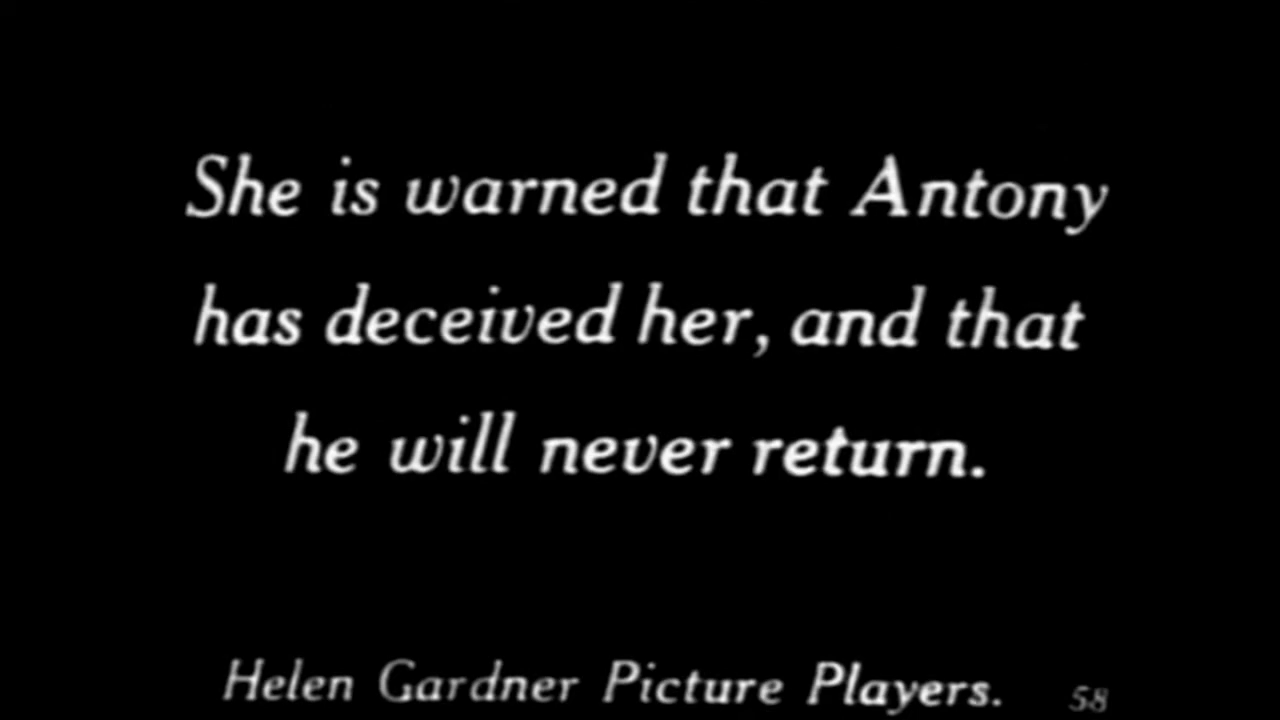 She is warned that Antony
has deceived her, and that
he will never return.
Helen Gardner Picture Players. 58